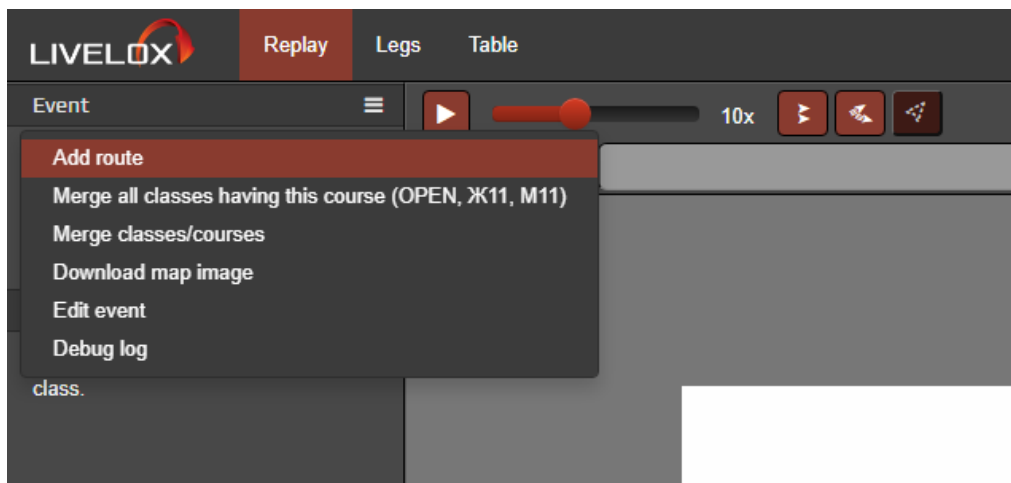 LIVELOX Replay Legs Table
Event
10x
Add route
Merge all classes having this course (OPEN, Ж11, M11)
Merge classes/courses
Download map image
Edit event
Debug log
class.